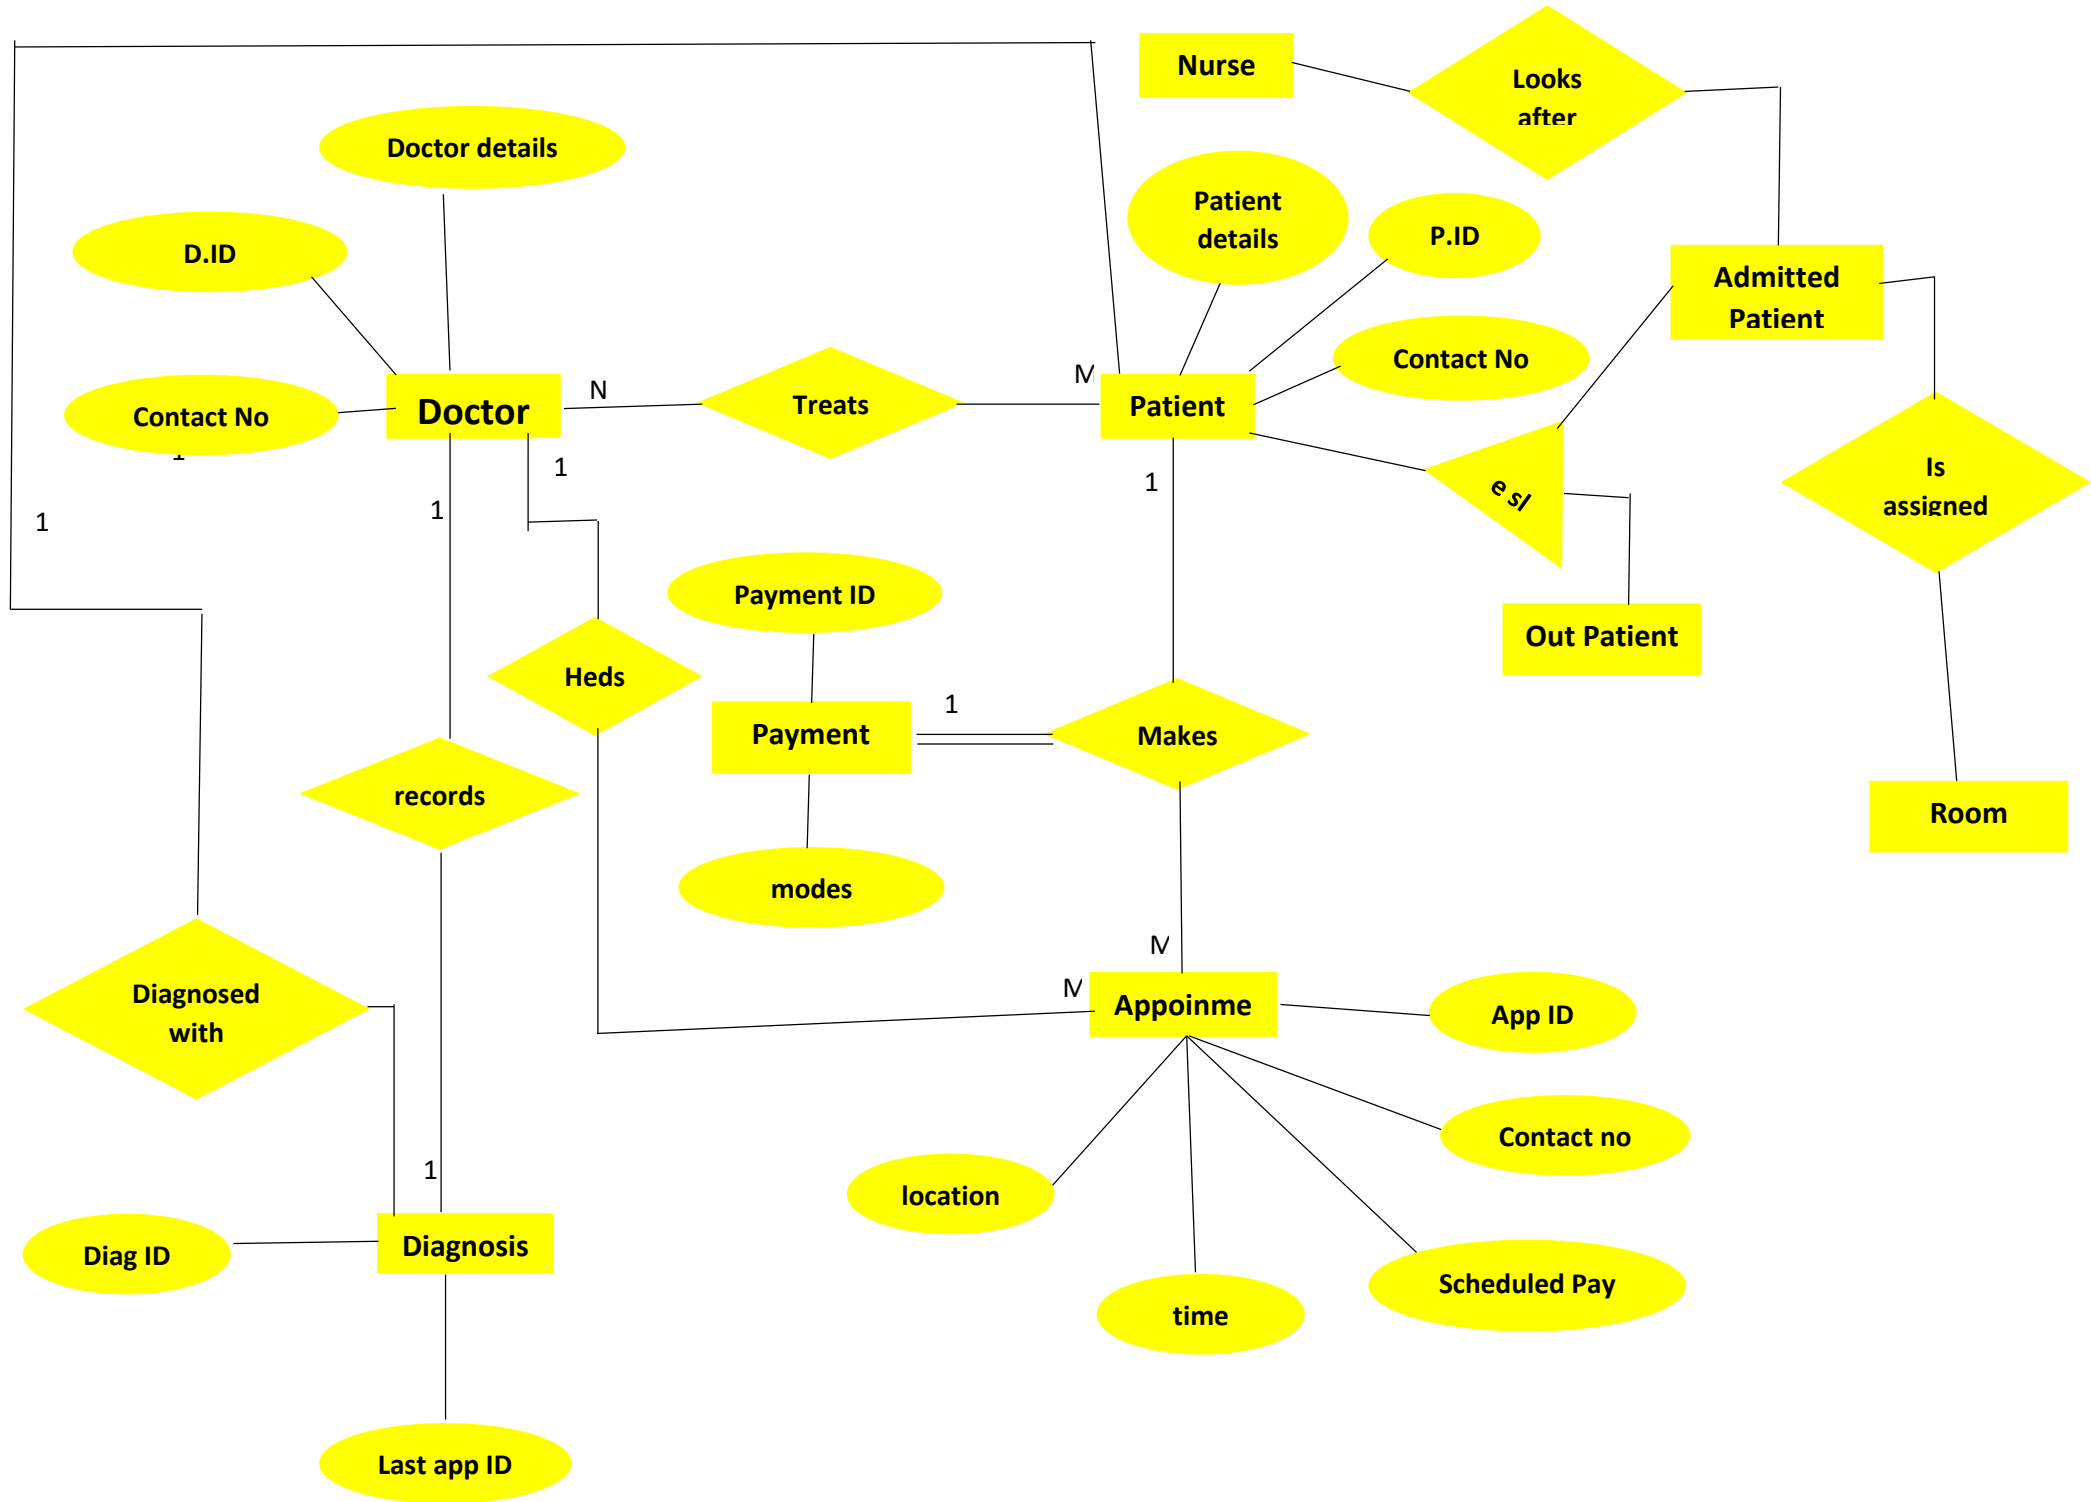 Nurse
Looks
after
Doctor details
Patient
details
P.ID
D.ID
Admitted
Patient
Contact No
M
N
Contact No
Doctor
Treats
Patient
1
1
1
1
1
Is
assigned
e sl
Payment ID
Out Patient
Heds
1
Payment
Makes
records
Room
modes
M
M
Diagnosed
with
Appoinme
App ID
Contact no
1
location
Diag ID
Diagnosis
Scheduled Pay
time
Last app ID